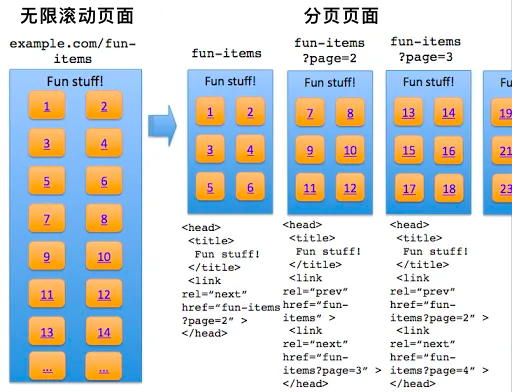 无限滚动页面
example.com/fun-
items
Fun stuff!
1 2
3 4
5 6
7 8
9 10
11 12
13 14
... ...
分页页面
fun-items
Fun stuff!
1 2
3 4
5 6
<head>
<title>
Fun stuff!
</title>
<link
rel="next"
href="fun-items
?page=2" >
</head>
fun-items
?page=2
Fun stuff!
7 8
9 10
11 12
<head>
<title>
Fun stuff!
</title>
<link
rel="prev"
href="fun-
items" >
<link
rel="next"
href="fun-
items?page=3" >
</head>
fun-items
?page=3
Fun stuff!
13 14
15 16
17 18
<head>
<title>
Fun stuff!
</title>
<link
rel="prev"
href="fun-
items?page=2" >
<link
rel="next"
href="fun-
items?page=4" >
</head>
19
21
23